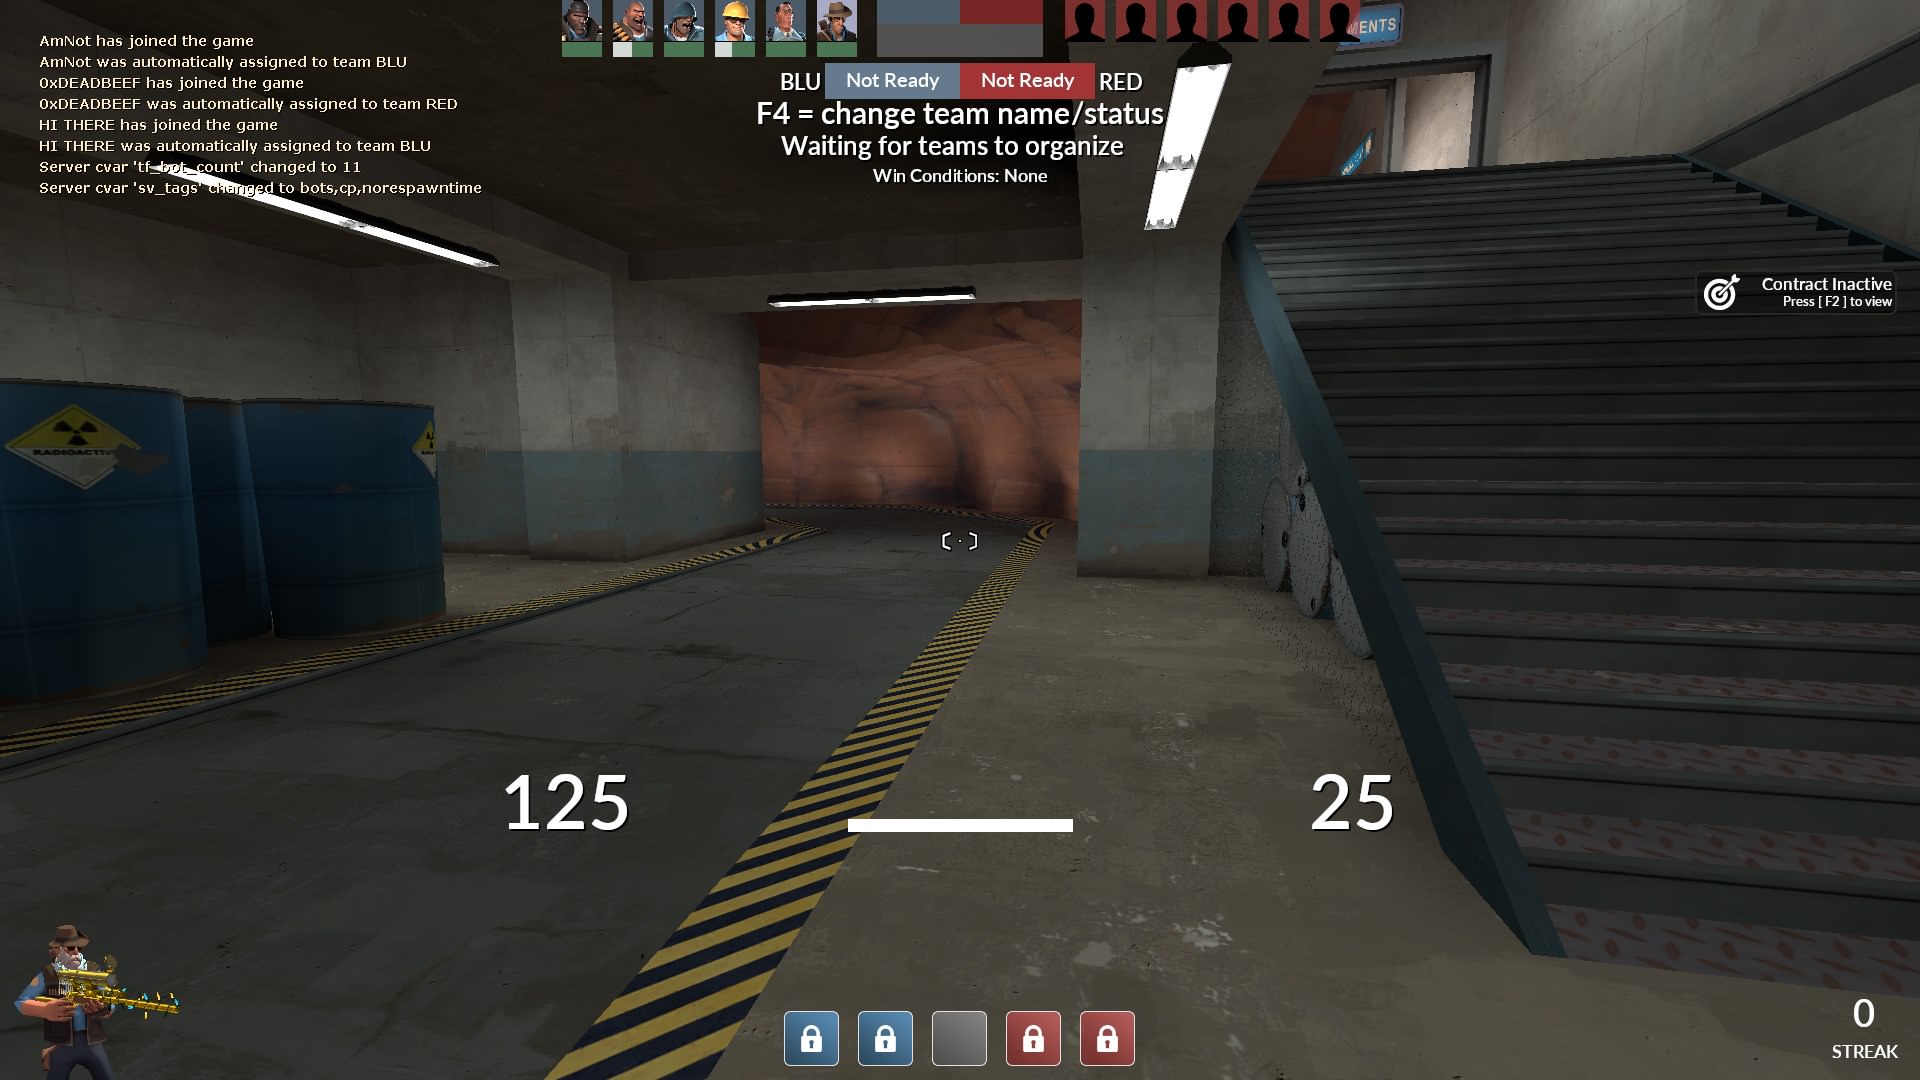 AmNot has joined the game
AmNot was automatically assigned to team BLU
0xDEADBEEF has joined the game
0xDEADBEEF was automatically assigned to team RED
HI THERE has joined the game
HI THERE was automatically assigned to team BLU
Server cvar 'tf_bot_count' changed to 11
Server cvar 'sv_tags' changed to bots,cp,norespawntime
MENTS
BLU Not Ready Not Ready RED
F4 = change team name/status
Waiting for teams to organize
Win Conditions: None
Contract Inactive
Press [ F2 ] to view
RADIOACTIV
125
25
0
STREAK